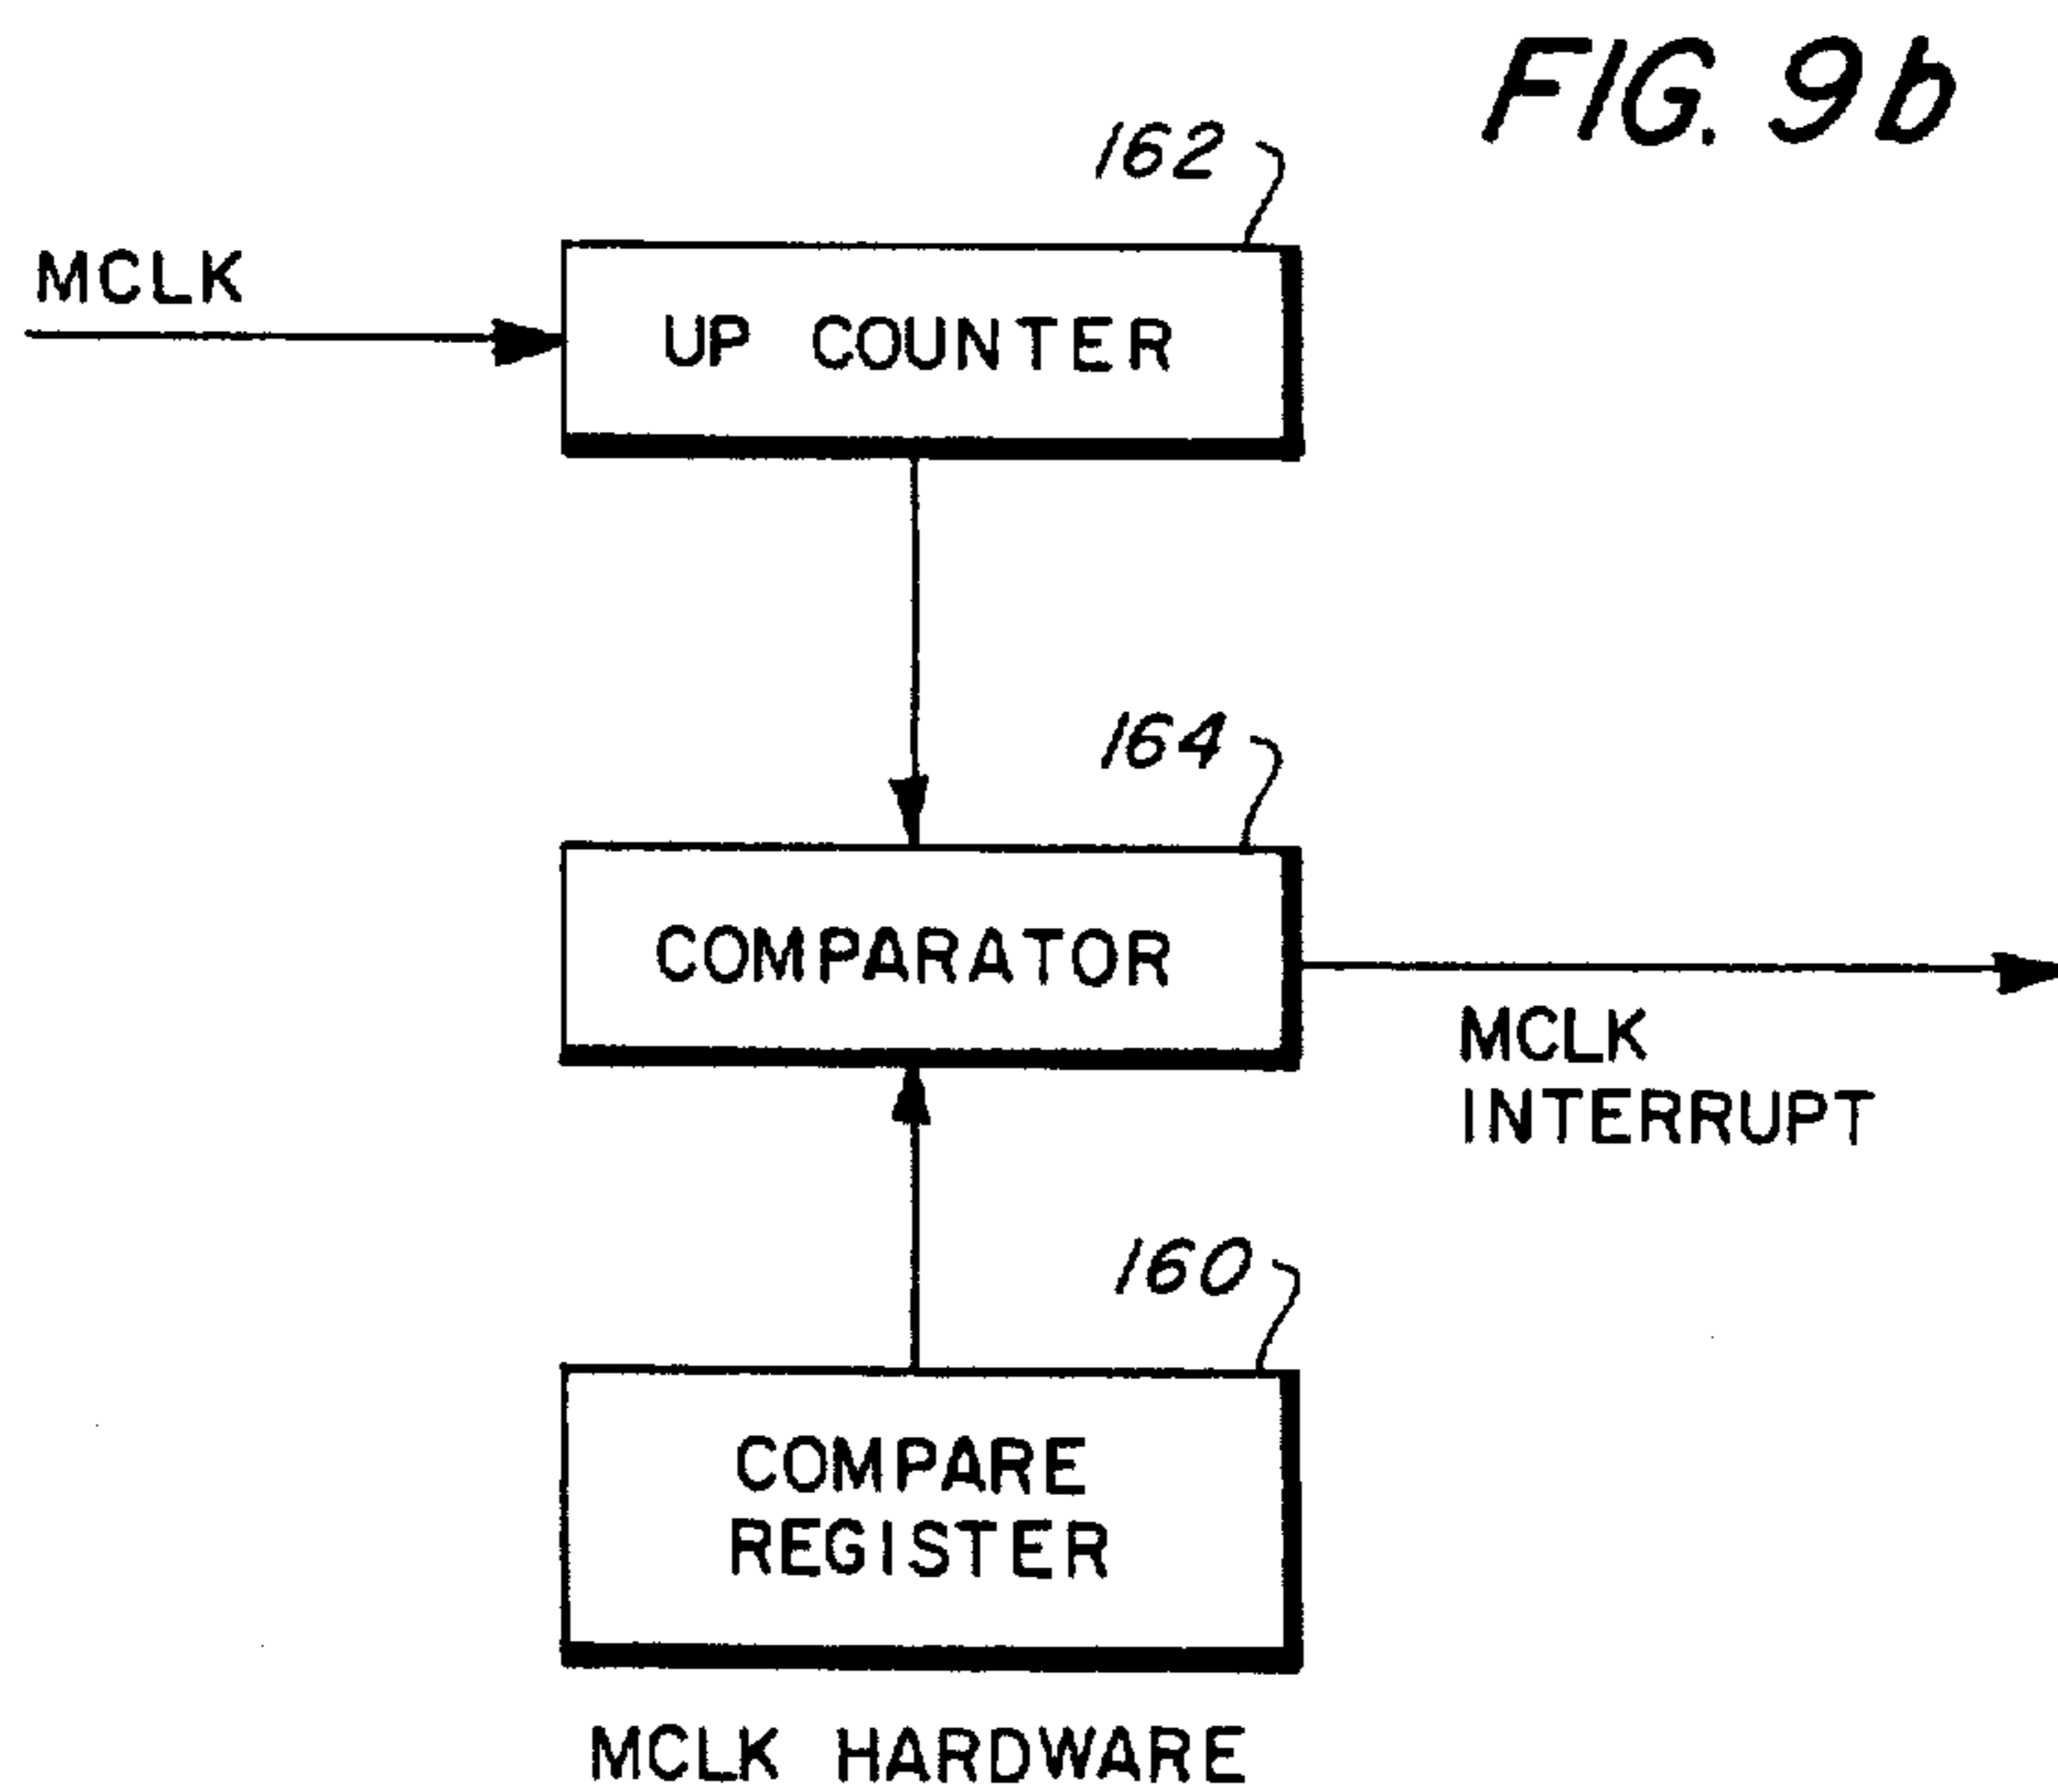 FIG. 9b
162
MCLK
UP COUNTER
164
COMPARATOR
MCLK
INTERRUPT
160
COMPARE
REGISTER
MCLK HARDWARE